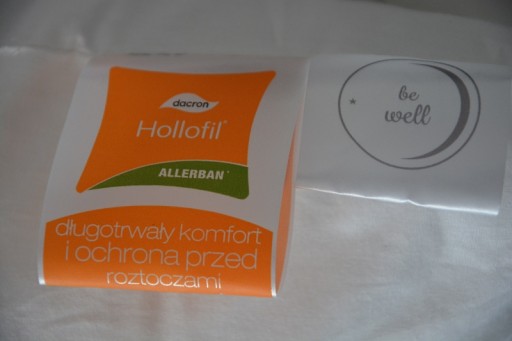 dacron
Hollofil®
ALLERBAN®
długotrwały komfort
i ochrona przed
roztoczami
be
well